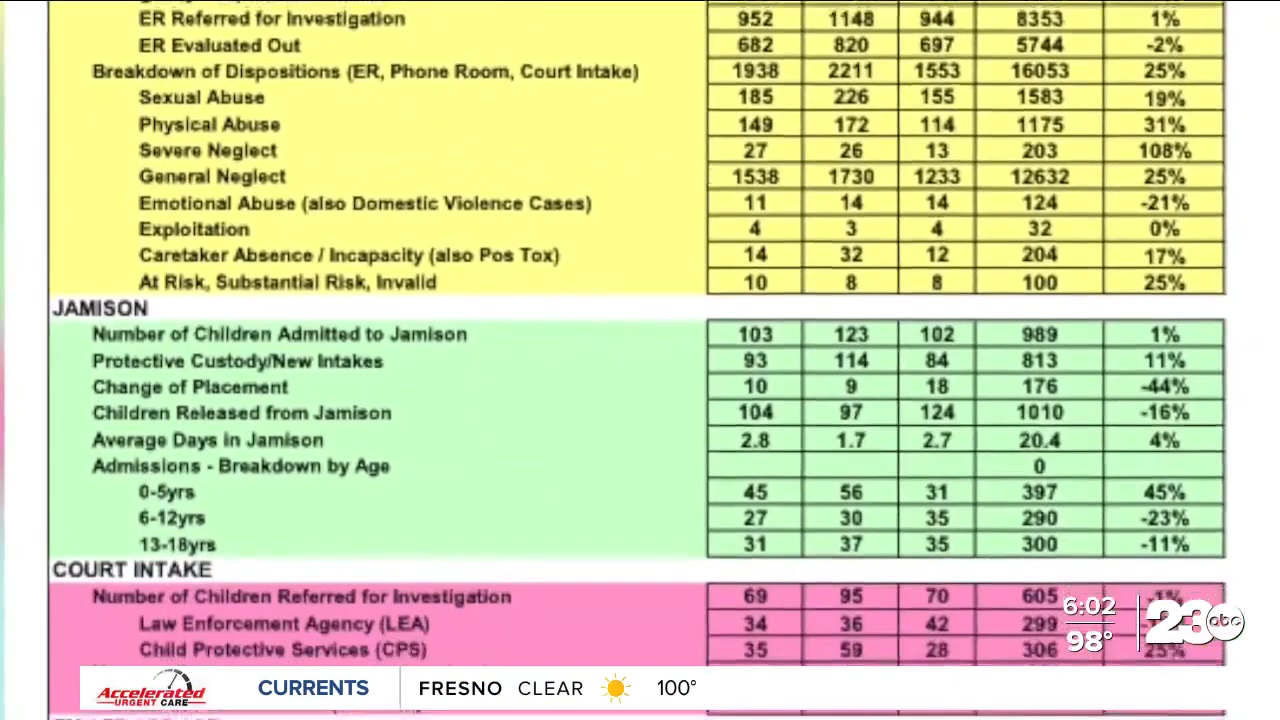 ER Referred for Investigation 952 1148 944 8353 1%
ER Evaluated Out 682 820 697 5744 -2%
Breakdown of Dispositions (ER, Phone Room, Court Intake) 1938 2211 1553 16053 25%
Sexual Abuse 185 226 155 1583 19%
Physical Abuse 149 172 114 1175 31%
Severe Neglect 27 26 13 203 108%
General Neglect 1538 1730 1233 12632 25%
Emotional Abuse (also Domestic Violence Cases) 11 14 14 124 -21%
Exploitation 4 3 4 32 0%
Caretaker Absence / Incapacity (also Pos Tox) 14 32 12 204 17%
At Risk, Substantial Risk, Invalid 10 8 8 100 25%
JAMISON
Number of Children Admitted to Jamison 103 123 102 989 1%
Protective Custody/New Intakes 93 114 84 813 11%
Change of Placement 10 9 18 176 -44%
Children Released from Jamison 104 97 124 1010 -16%
Average Days in Jamison 2.8 1.7 2.7 20.4 4%
Admissions - Breakdown by Age 0
0-5yrs 45 56 31 397 45%
6-12yrs 27 30 35 290 -23%
13-18yrs 31 37 35 300 -11%
COURT INTAKE
Number of Children Referred for Investigation 69 95 70 605 -1%
Law Enforcement Agency (LEA) 34 36 42 299
Child Protective Services (CPS) 35 59 28 306 25%
6:02
98°
23 abc
Accelerated
URGENT CARE
CURRENTS FRESNO CLEAR 100°